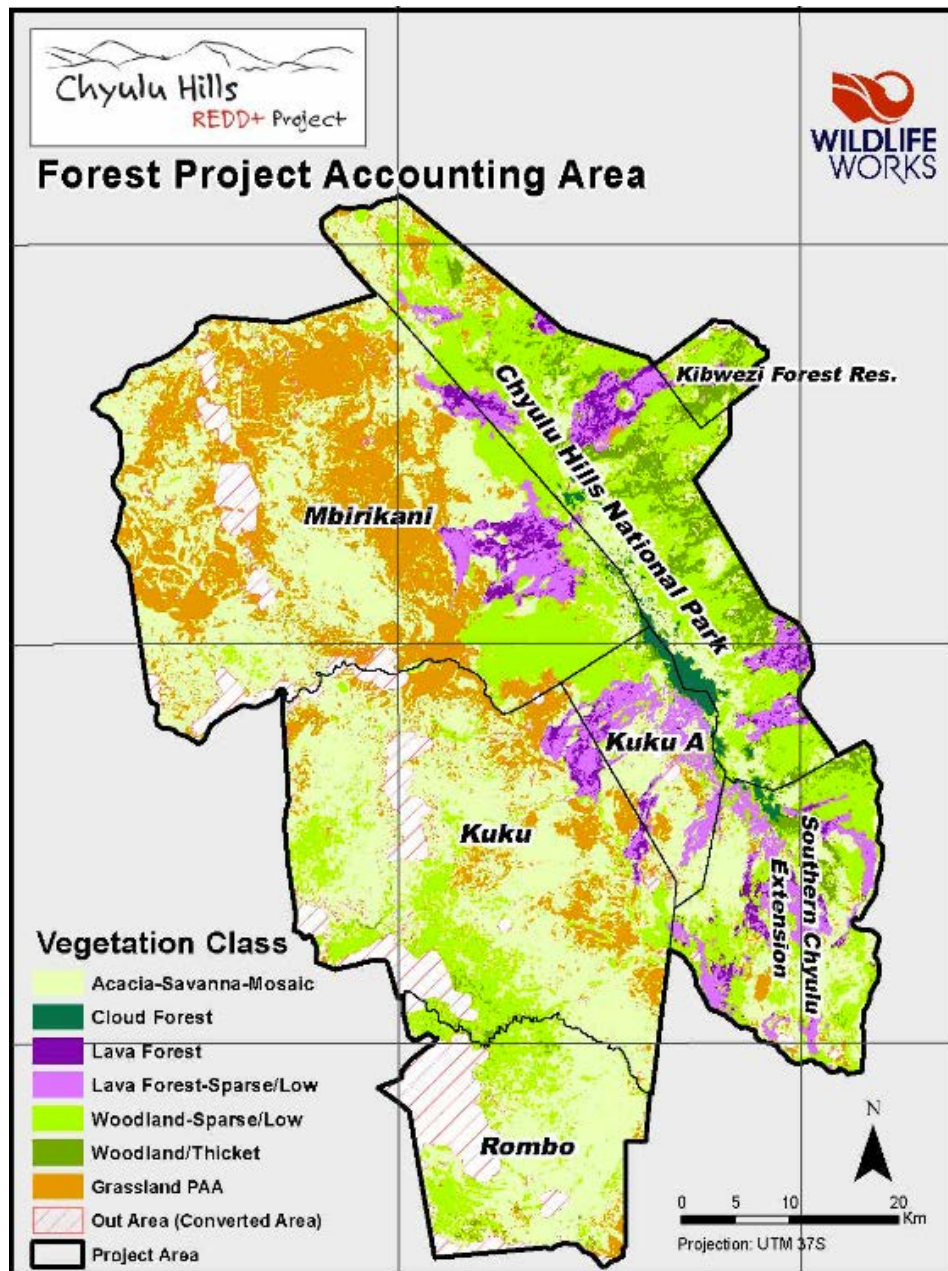 Chyulu Hills
REDD+ Project
WILDLIFE
WORKS
Forest Project Accounting Area
Kibwezi Forest Res.
Chyulu Hills National Park
Mbirikani
Kuku A
Kuku
Southern Chyulu
Extension
Rombo
Vegetation Class
Acacia-Savanna-Mosaic
Cloud Forest
Lava Forest
Lava Forest-Sparse/Low
Woodland-Sparse/Low
Woodland/Thicket
Grassland PAA
Out Area (Converted Area)
Project Area
N
0 5 10 20
Km
Projection: UTM 37S